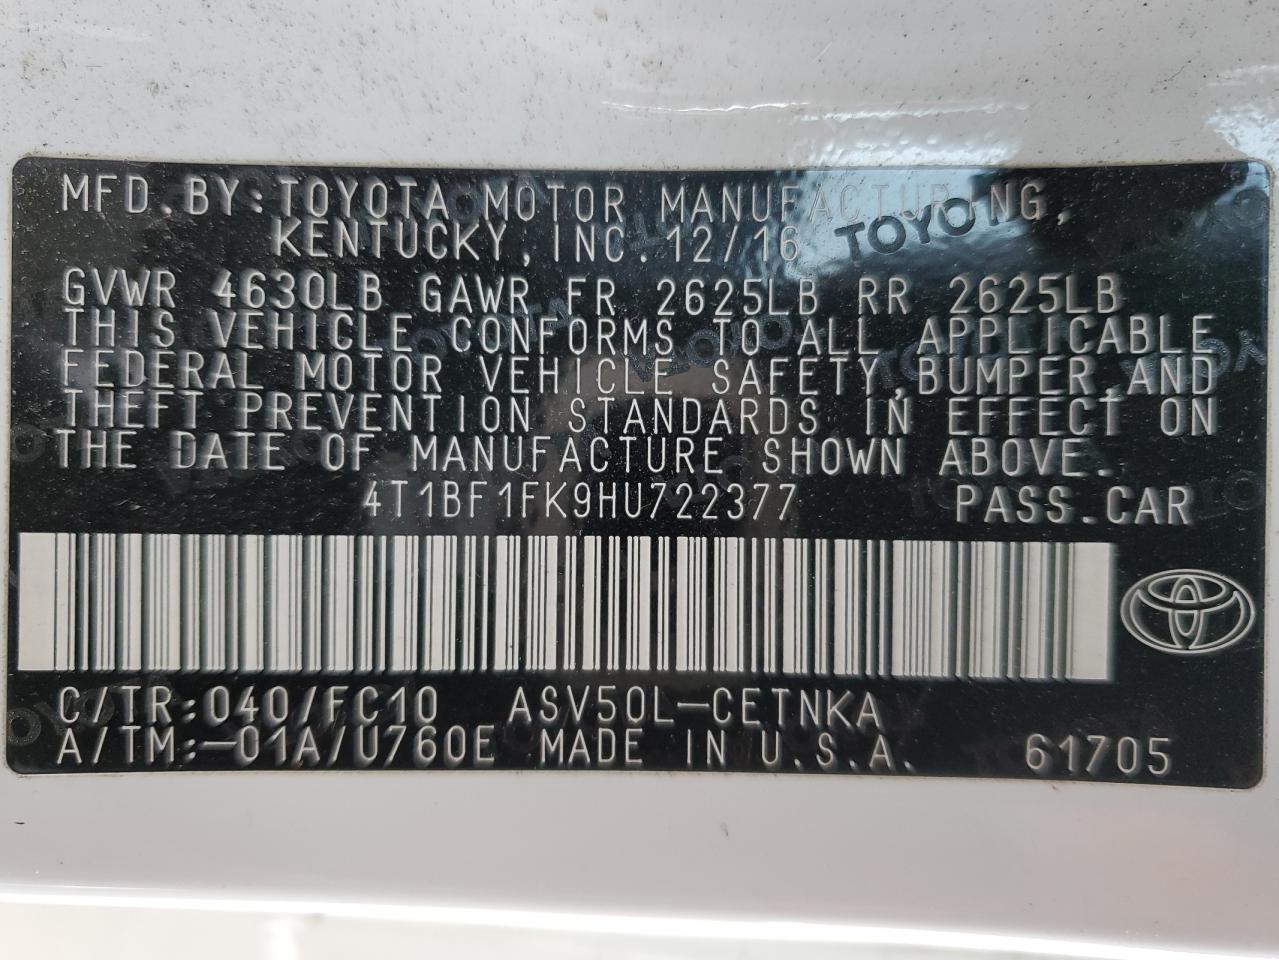 MFD.BY:TOYOTA MOTOR MANUFACTURING,
KENTUCKY,INC.12/16
GVWR 4630LB GAWR FR 2625LB RR 2625LB
THIS VEHICLE CONFORMS TO ALL APPLICABLE
FEDERAL MOTOR VEHICLE SAFETY,BUMPER,AND
THEFT PREVENTION STANDARDS IN EFFECT ON
THE DATE OF MANUFACTURE SHOWN ABOVE.
4T1BF1FK9HU722377 PASS.CAR
C/TR:040/FC10 ASV50L-CETNKA
A/TM:-01A/U760E MADE IN U.S.A. 61705